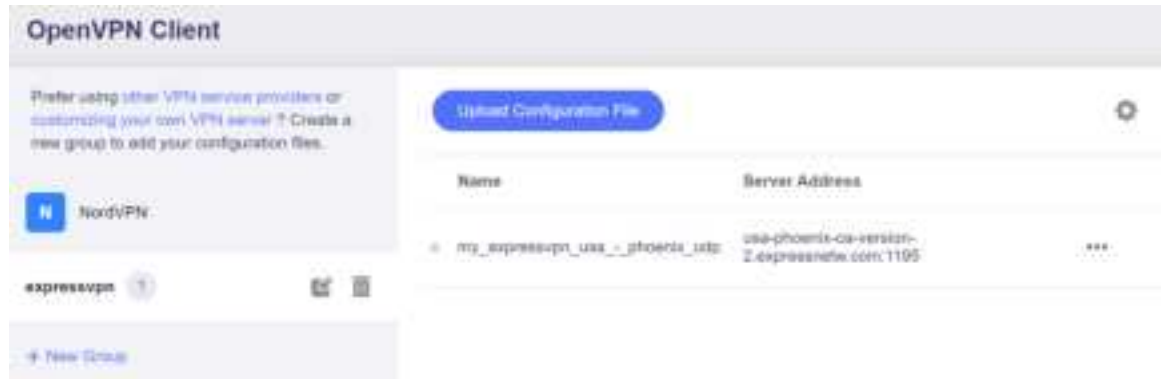 OpenVPN Client
Prefer using other VPN service providers or
customizing your own VPN server ? Create a
new group to add your configuration files.
Upload Configuration File
Name
Server Address
N
NordVPN
my_expressvpn_usa_-_phoenix_udp
usa-phoenix-ca-version-
2.expressnetw.com:1195
expressvpn
1
+ New Group